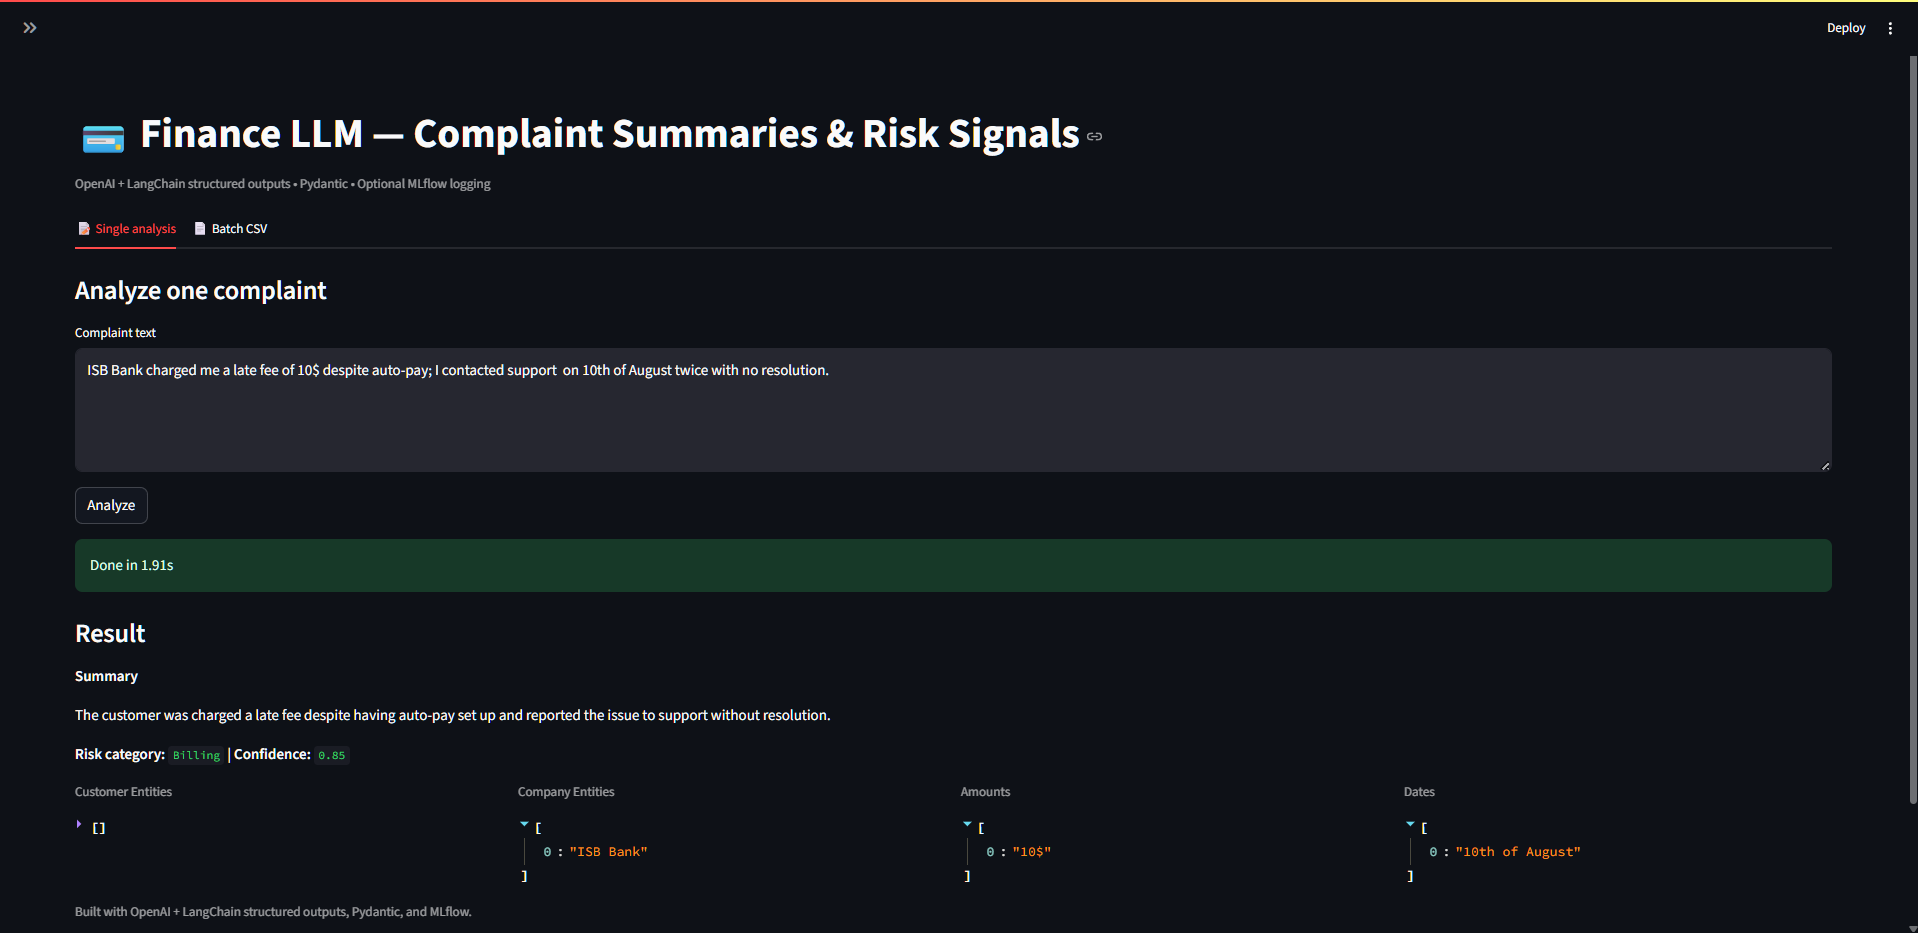 Deploy
Finance LLM — Complaint Summaries & Risk Signals
OpenAI + LangChain structured outputs • Pydantic • Optional MLflow logging
Single analysis Batch CSV
Analyze one complaint
Complaint text
ISB Bank charged me a late fee of 10$ despite auto-pay; I contacted support  on 10th of August twice with no resolution.
Analyze
Done in 1.91s
Result
Summary
The customer was charged a late fee despite having auto-pay set up and reported the issue to support without resolution.
Risk category: Billing | Confidence: 0.85
Customer Entities Company Entities Amounts Dates
[] [ [ [
0 : "ISB Bank" 0 : "10$" 0 : "10th of August"
] ] ]
Built with OpenAI + LangChain structured outputs, Pydantic, and MLflow.